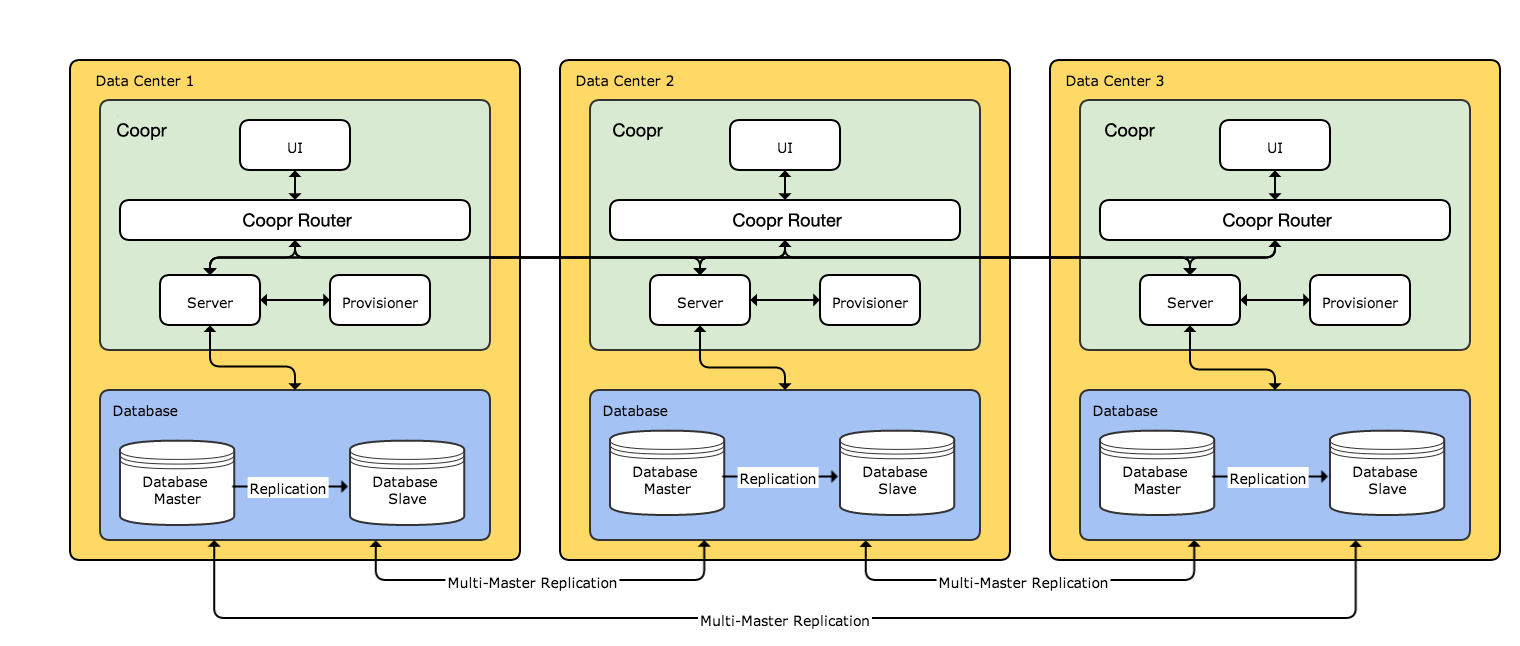 Data Center 1
Coopr
UI
Coopr Router
Server
Provisioner
Database
Database
Master
Replication
Database
Slave
Data Center 2
Coopr
UI
Coopr Router
Server
Provisioner
Database
Database
Master
Replication
Database
Slave
Data Center 3
Coopr
UI
Coopr Router
Server
Provisioner
Database
Database
Master
Replication
Database
Slave
Multi-Master Replication
Multi-Master Replication
Multi-Master Replication